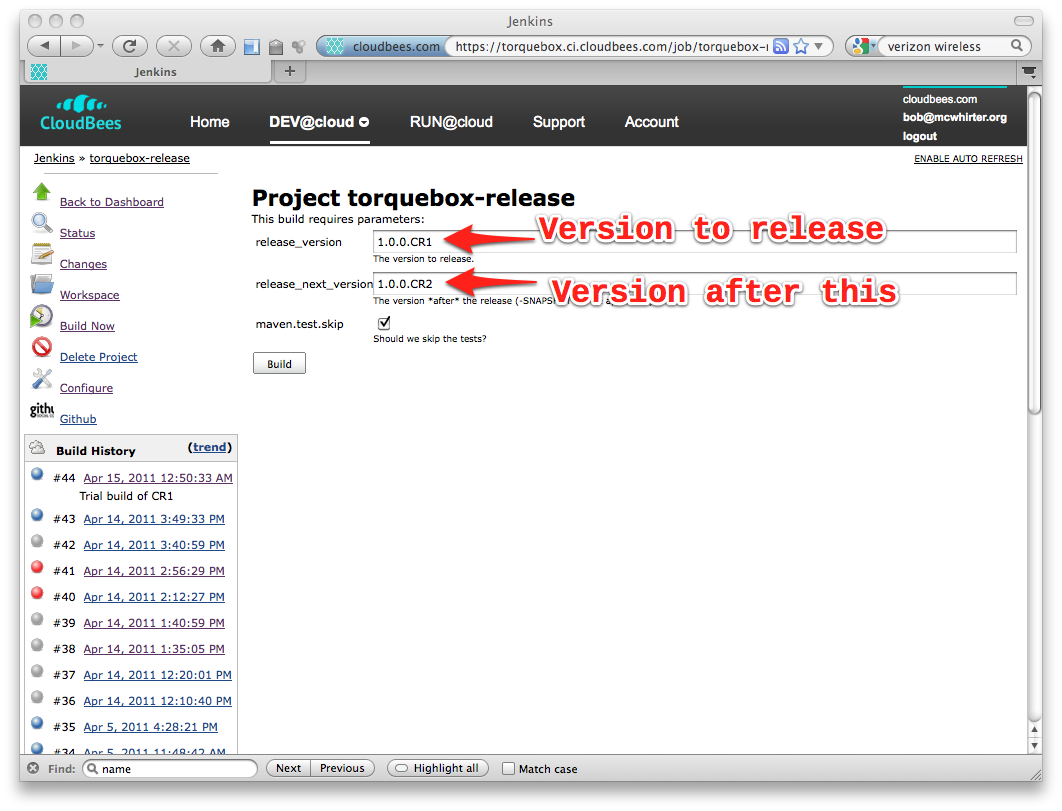 Jenkins
cloudbees.com
https://torquebox.ci.cloudbees.com/job/torquebox-r
verizon wireless
Jenkins
CloudBees
Home
DEV@cloud
RUN@cloud
Support
Account
cloudbees.com
bob@mcwhirter.org
logout
Jenkins » torquebox-release
ENABLE AUTO REFRESH
Back to Dashboard
Status
Changes
Workspace
Build Now
Delete Project
Configure
Github
Project torquebox-release
This build requires parameters:
release_version
1.0.0.CR1
Version to release
The version to release.
release_next_version
1.0.0.CR2
Version after this
The version *after* the release (-SNAPSH
maven.test.skip
Should we skip the tests?
Build
Build History
(trend)
#44 Apr 15, 2011 12:50:33 AM
Trial build of CR1
#43 Apr 14, 2011 3:49:33 PM
#42 Apr 14, 2011 3:40:59 PM
#41 Apr 14, 2011 2:56:29 PM
#40 Apr 14, 2011 2:12:27 PM
#39 Apr 14, 2011 1:40:59 PM
#38 Apr 14, 2011 1:35:05 PM
#37 Apr 14, 2011 12:20:01 PM
#36 Apr 14, 2011 12:10:40 PM
#35 Apr 5, 2011 4:28:21 PM
#34 Apr 5, 2011 11:48:42 AM
Find:
name
Next
Previous
Highlight all
Match case